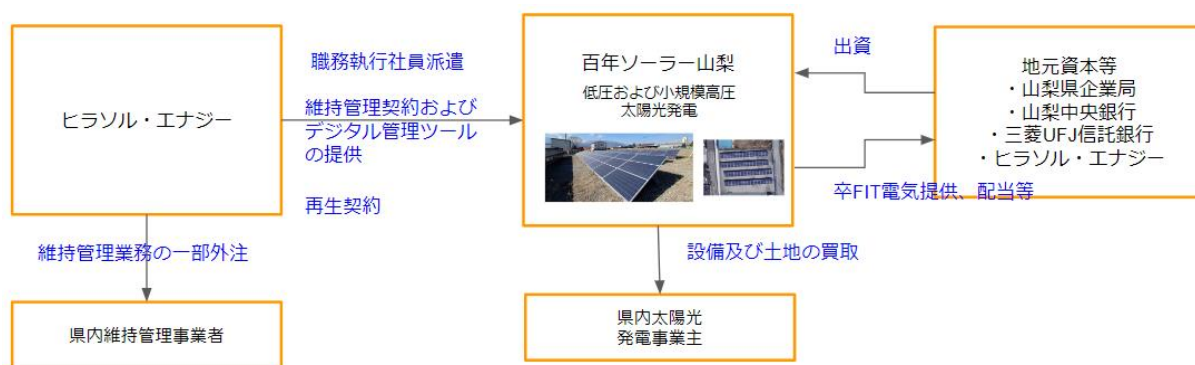 ヒラソル・エナジー
職務執行社員派遣
維持管理契約および
デジタル管理ツール
の提供
再生契約
百年ソーラー山梨
低圧および小規模高圧
太陽光発電
出資
地元資本等
・山梨県企業局
・山梨中央銀行
・三菱UFJ信託銀行
・ヒラソル・エナジー
卒FIT電気提供、配当等
維持管理業務の一部外注
設備及び土地の買取
県内維持管理事業者
県内太陽光
発電事業主